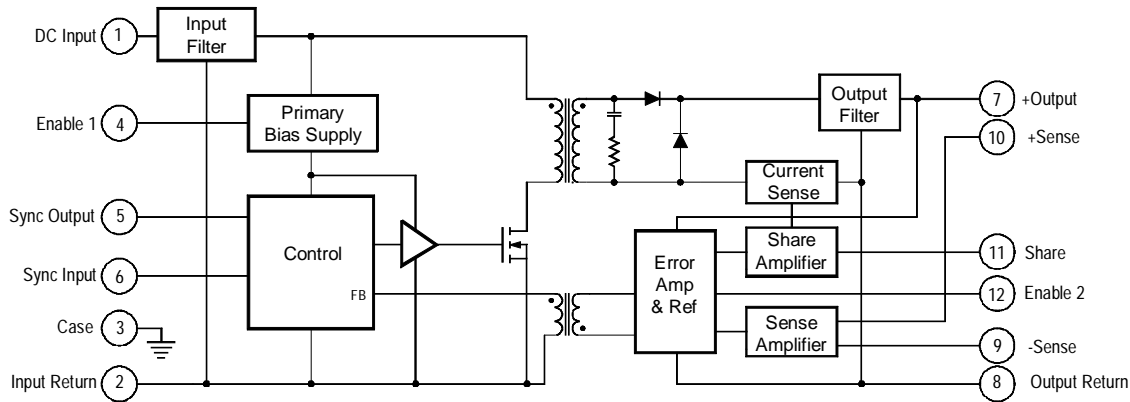 DC Input 1
Input
Filter
Output
Filter
7 +Output
Enable 1 4
Primary
Bias Supply
10 +Sense
Current
Sense
Sync Output 5
Control
Share
Amplifier
11 Share
Sync Input 6
FB
Error
Amp
& Ref
12 Enable 2
Case 3
Sense
Amplifier
9 -Sense
Input Return 2
8 Output Return